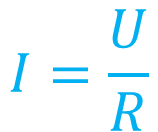 I = U/R